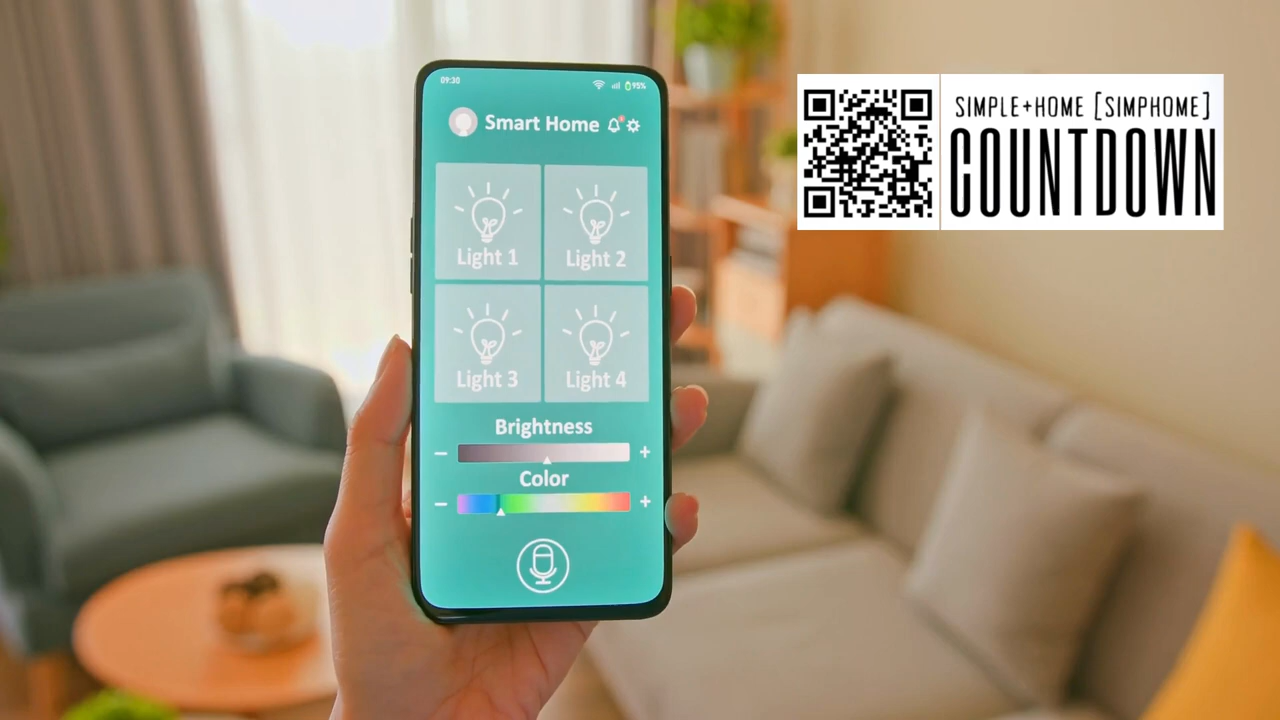 09:30
95%
Smart Home
Light 1
Light 2
Light 3
Light 4
Brightness
− +
Color
− +
SIMPLE+HOME [SIMPHOME]
COUNTDOWN